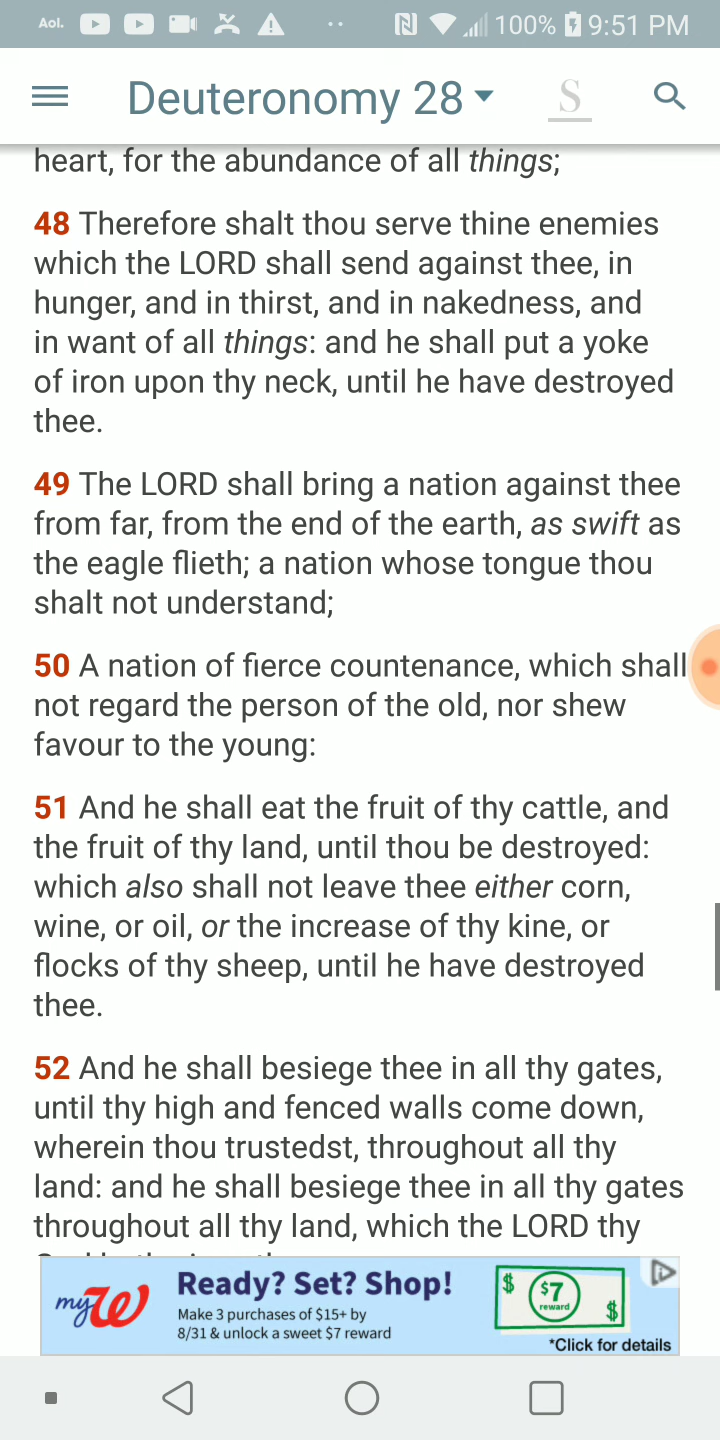 Aol. 100% 9:51 PM
Deuteronomy 28 S
heart, for the abundance of all things;
48 Therefore shalt thou serve thine enemies
which the LORD shall send against thee, in
hunger, and in thirst, and in nakedness, and
in want of all things: and he shall put a yoke
of iron upon thy neck, until he have destroyed
thee.
49 The LORD shall bring a nation against thee
from far, from the end of the earth, as swift as
the eagle flieth; a nation whose tongue thou
shalt not understand;
50 A nation of fierce countenance, which shall
not regard the person of the old, nor shew
favour to the young:
51 And he shall eat the fruit of thy cattle, and
the fruit of thy land, until thou be destroyed:
which also shall not leave thee either corn,
wine, or oil, or the increase of thy kine, or
flocks of thy sheep, until he have destroyed
thee.
52 And he shall besiege thee in all thy gates,
until thy high and fenced walls come down,
wherein thou trustedst, throughout all thy
land: and he shall besiege thee in all thy gates
throughout all thy land, which the LORD thy
myW
Ready? Set? Shop!
Make 3 purchases of $15+ by
8/31 & unlock a sweet $7 reward
$ $7 reward $
*Click for details